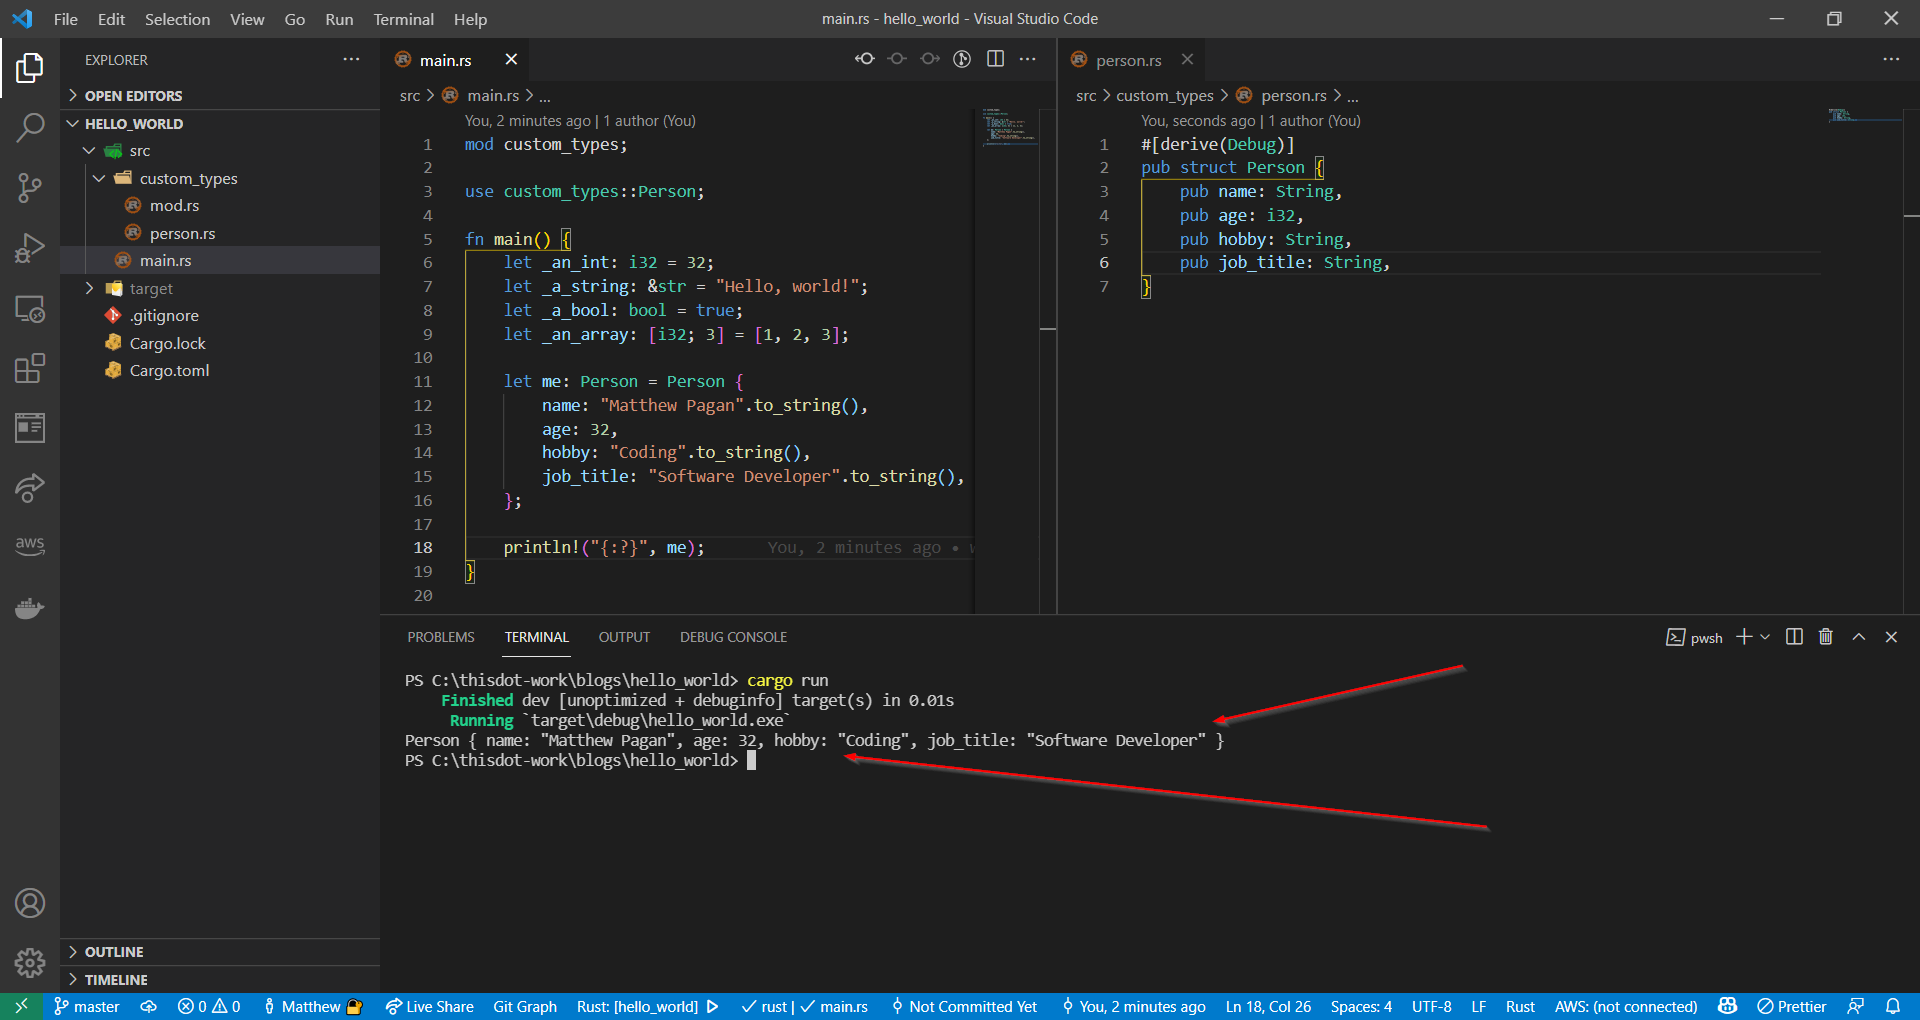 File Edit Selection View Go Run Terminal Help
main.rs - hello_world - Visual Studio Code
EXPLORER
OPEN EDITORS
HELLO_WORLD
src
custom_types
mod.rs
person.rs
main.rs
target
.gitignore
Cargo.lock
Cargo.toml
OUTLINE
TIMELINE
aws
main.rs
src > main.rs > ...
You, 2 minutes ago | 1 author (You)
1 mod custom_types;
2
3 use custom_types::Person;
4
5 fn main() {
6 let _an_int: i32 = 32;
7 let _a_string: &str = "Hello, world!";
8 let _a_bool: bool = true;
9 let _an_array: [i32; 3] = [1, 2, 3];
10
11 let me: Person = Person {
12 name: "Matthew Pagan".to_string(),
13 age: 32,
14 hobby: "Coding".to_string(),
15 job_title: "Software Developer".to_string(),
16 };
17
18 println!("{:?}", me); You, 2 minutes ago •
19 }
20
person.rs
src > custom_types > person.rs > ...
You, seconds ago | 1 author (You)
1 #[derive(Debug)]
2 pub struct Person {
3 pub name: String,
4 pub age: i32,
5 pub hobby: String,
6 pub job_title: String,
7 }
PROBLEMS TERMINAL OUTPUT DEBUG CONSOLE
pwsh
PS C:\thisdot-work\blogs\hello_world> cargo run
Finished dev [unoptimized + debuginfo] target(s) in 0.01s
Running `target\debug\hello_world.exe`
Person { name: "Matthew Pagan", age: 32, hobby: "Coding", job_title: "Software Developer" }
PS C:\thisdot-work\blogs\hello_world>
master 0 0 Matthew Live Share Git Graph Rust: [hello_world] rust | main.rs Not Committed Yet You, 2 minutes ago Ln 18, Col 26 Spaces: 4 UTF-8 LF Rust AWS: (not connected) Prettier